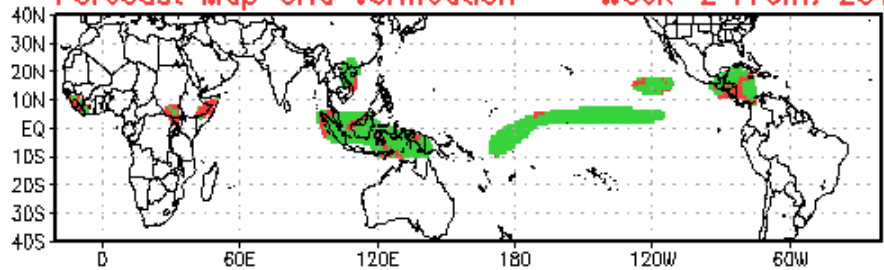 Forecast Map and Verification Week-2 From: 201
40N
30N
20N
10N
EQ
10S
20S
30S
40S
0 60E 120E 180 120W 60W